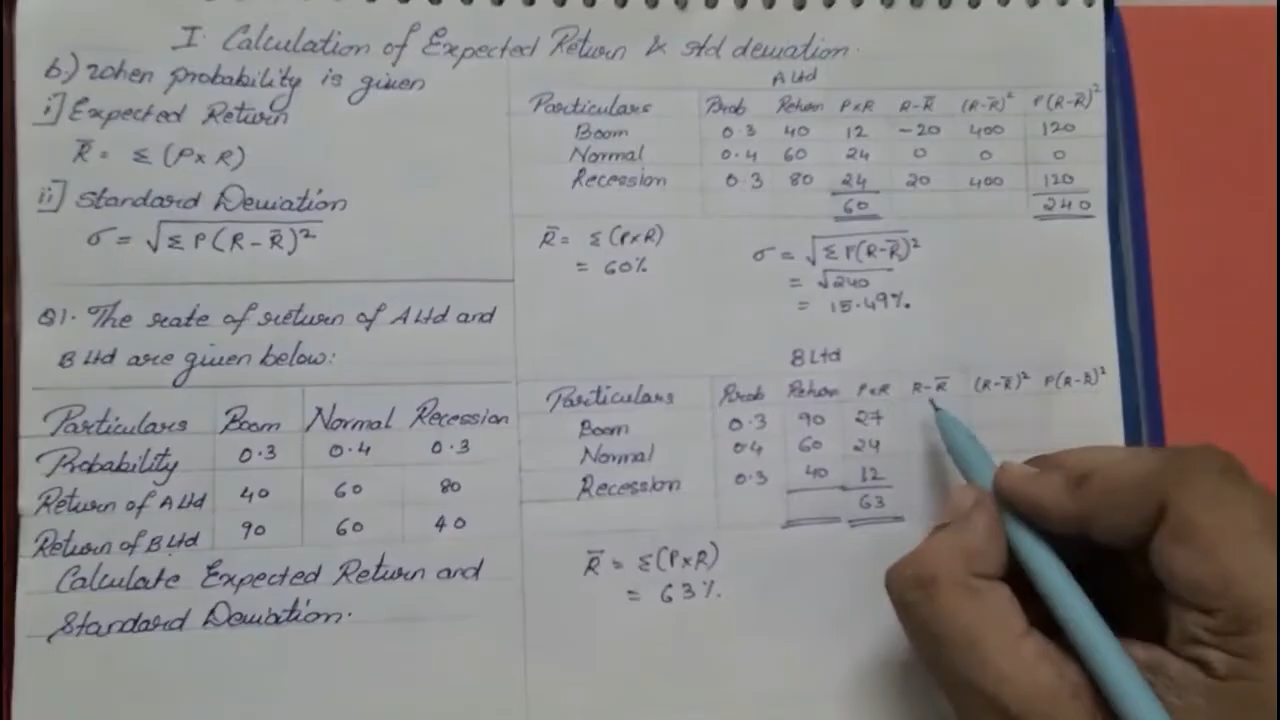 I. Calculation of Expected Return & Std deviation.
b.) When probability is given
i] Expected Return
R̄ = Σ (P×R)
ii] Standard Deviation
σ = √Σ P(R-R̄)²
Q1. The rate of return of A Ltd and
B Ltd are given below:
Particulars Boom Normal Recession
Probability 0.3 0.4 0.3
Return of A Ltd 40 60 80
Return of B Ltd 90 60 40
Calculate Expected Return and
Standard Deviation.
A Ltd
Particulars Prob Return P×R R-R̄ (R-R̄)² P(R-R̄)²
Boom 0.3 40 12 -20 400 120
Normal 0.4 60 24 0 0 0
Recession 0.3 80 24 20 400 120
60 240
R̄ = Σ (P×R)
= 60%
σ = √Σ P(R-R̄)²
= √240
= 15.49%
B Ltd
Particulars Prob Return P×R R-R̄ (R-R̄)² P(R-R̄)²
Boom 0.3 90 27
Normal 0.4 60 24
Recession 0.3 40 12
63
R̄ = Σ(P×R)
= 63%